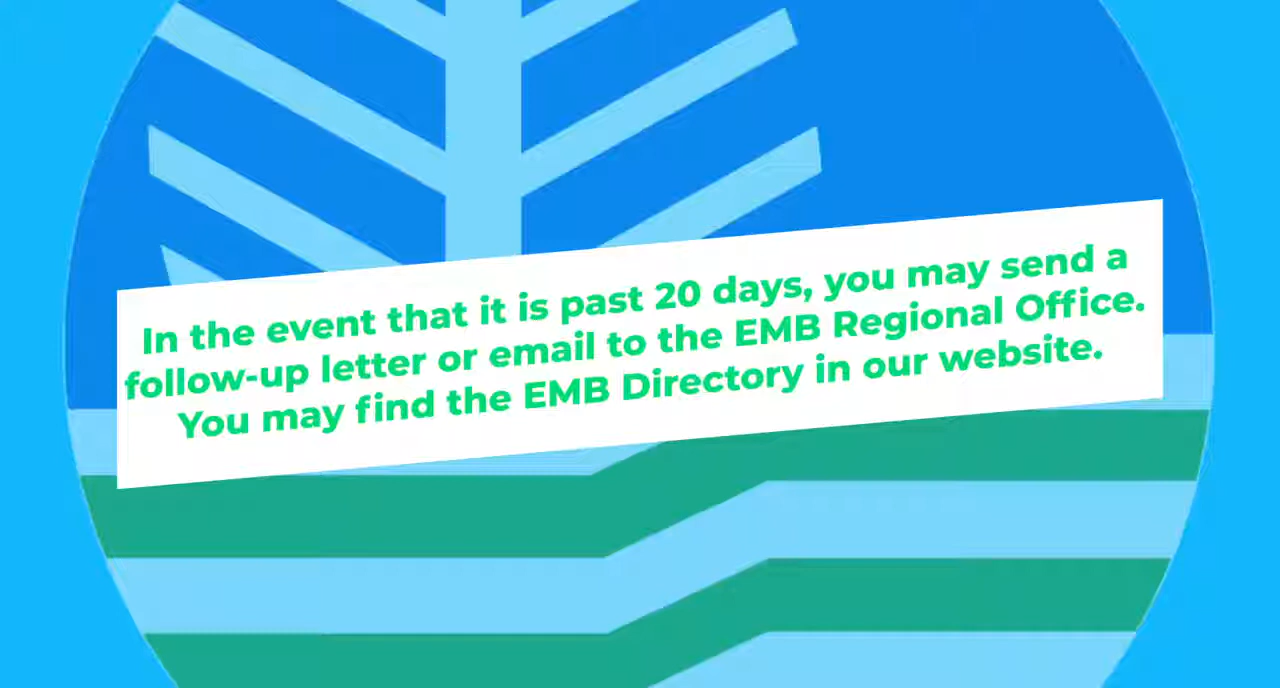 In the event that it is past 20 days, you may send a
follow-up letter or email to the EMB Regional Office.
You may find the EMB Directory in our website.